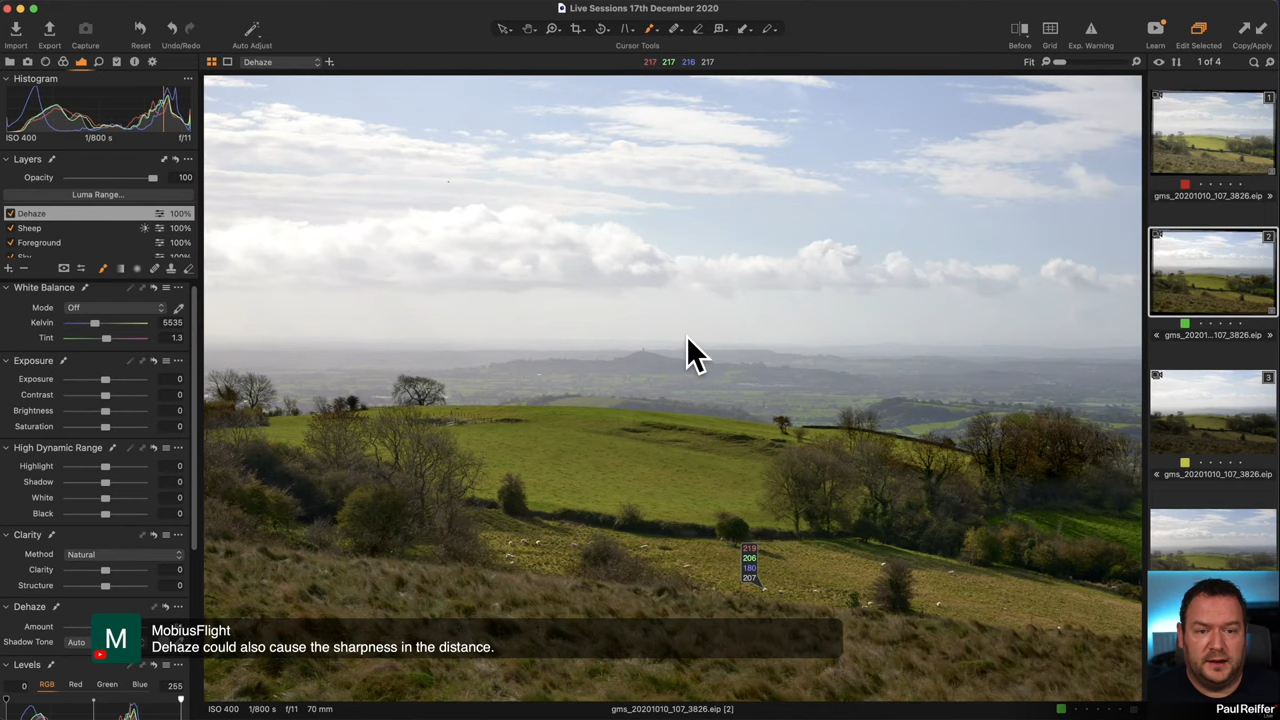 Live Sessions 17th December 2020
Import
Export
Capture
Reset
Undo/Redo
Auto Adjust
Cursor Tools
Before
Grid
Exp. Warning
Learn
Edit Selected
Copy/Apply
Dehaze
217 217 216 217
Fit
1 of 4
Histogram
ISO 400 1/800 s f/11
Layers
Opacity 100
Luma Range...
Dehaze 100%
Sheep 100%
Foreground 100%
White Balance
Mode Off
Kelvin 5535
Tint 1.3
Exposure
Exposure 0
Contrast 0
Brightness 0
Saturation 0
High Dynamic Range
Highlight 0
Shadow 0
White 0
Black 0
Clarity
Method Natural
Clarity 0
Structure 0
Dehaze
Amount
Shadow Tone Auto
Levels
0 RGB Red Green Blue 255
219
206
180
207
M
MobiusFlight
Dehaze could also cause the sharpness in the distance.
1
gms_20201010_107_3826.eip
2
gms_20201...107_3826.eip
3
gms_20201010_107_3826.eip
ISO 400 1/800 s f/11 70 mm
gms_20201010_107_3826.eip [2]
Paul Reiffer
Live